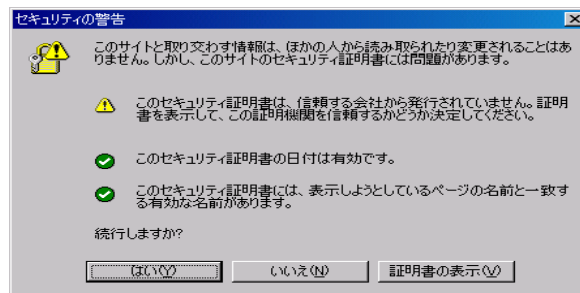 セキュリティの警告
このサイトと取り交わす情報は、ほかの人から読み取られたり変更されることはあ
りません。しかし、このサイトのセキュリティ証明書には問題があります。
このセキュリティ証明書は、信頼する会社から発行されていません。証明
書を表示して、この証明機関を信頼するかどうか決定してください。
このセキュリティ証明書の日付は有効です。
このセキュリティ証明書には、表示しようとしているページの名前と一致す
る有効な名前があります。
続行しますか?
はい(Y) いいえ(N) 証明書の表示(V)